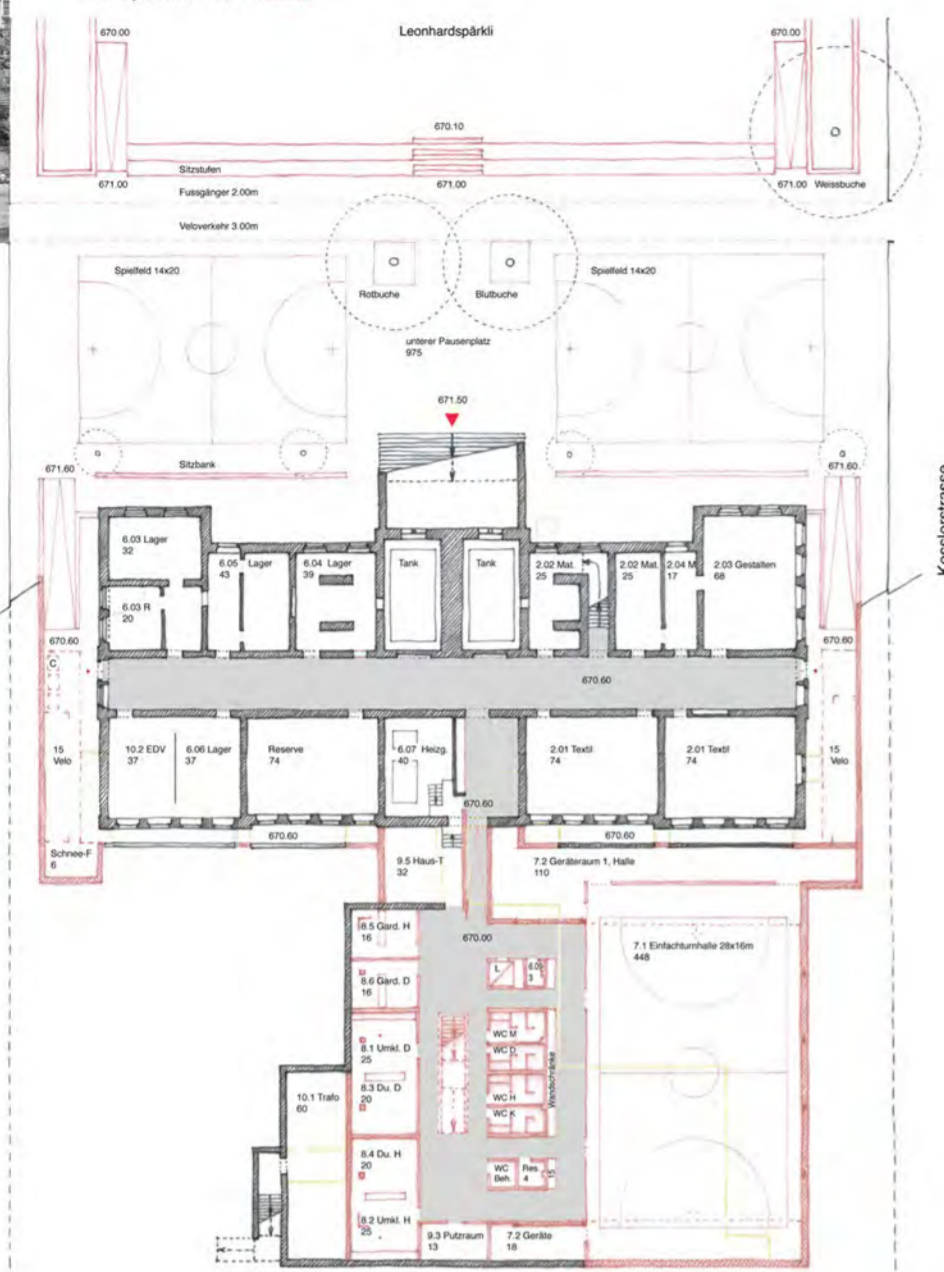 Leonhardspärkli
670.00
670.00
670.10
Sitzstufen
671.00
671.00
671.00
Weissbuche
Fussgänger 2.00m
Veloverkehr 3.00m
Spielfeld 14x20
Spielfeld 14x20
Rotbuche
Blutbuche
unterer Pausenplatz
975
671.50
Sitzbank
671.60
671.60
Kesslerstrasse
6.03 Lager
32
6.05 Lager
43
6.04 Lager
39
Tank
Tank
2.02 Mat.
25
2.02 Mat.
25
2.04 M
17
2.03 Gestalten
68
6.03 R
20
670.60
670.60
670.60
C
15
Velo
10.2 EDV
37
6.06 Lager
37
Reserve
74
6.07 Heizg.
40
2.01 Textil
74
2.01 Textil
74
15
Velo
670.60
670.60
670.60
Schnee-F
6
9.5 Haus-T
32
7.2 Geräteraum 1, Halle
110
8.5 Gard. H
16
670.00
7.1 Einfachturnhalle 28x16m
448
8.6 Gard. D
16
L
3
8.1 Umkl. D
25
WC M
WC D
8.3 Du. D
20
WC H
WC K
Wandschränke
10.1 Trafo
60
8.4 Du. H
20
WC
Beh.
Res.
4
15
8.2 Umkl. H
25
9.3 Putzraum
13
7.2 Geräte
18